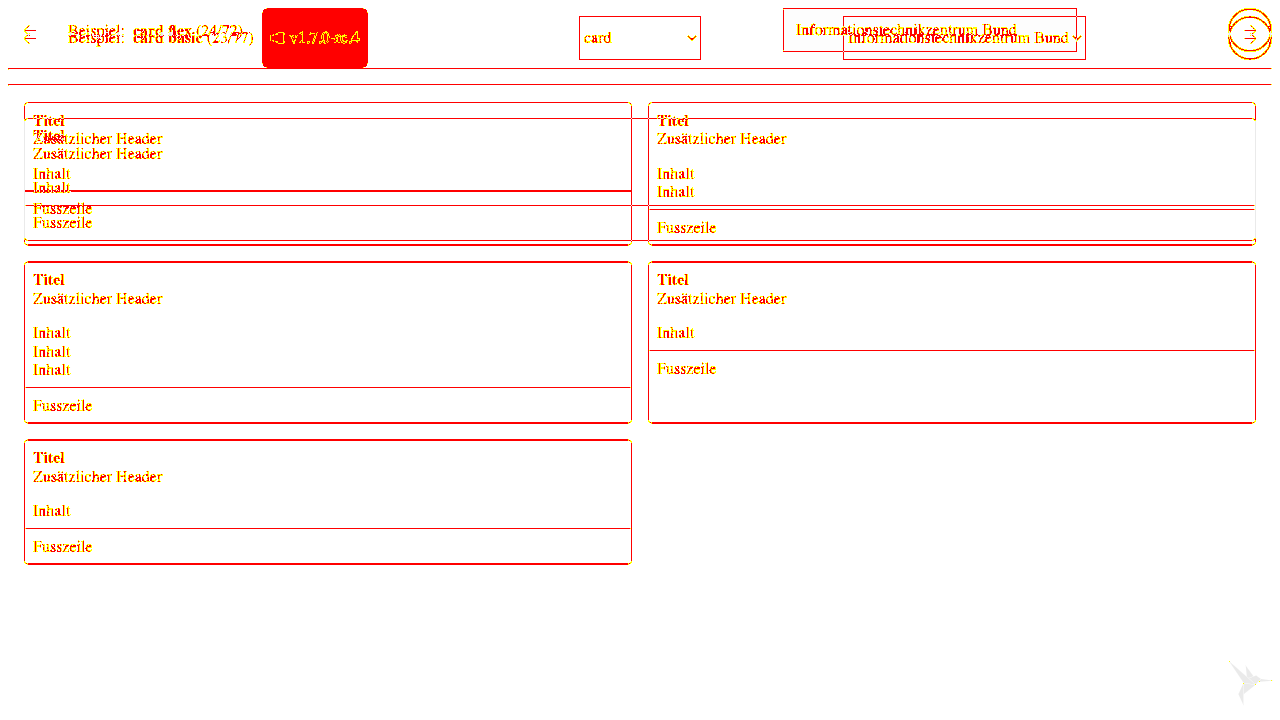 Beispiel: card flex (24/72)
Beispiel: card basic (23/77)
v1.7.0-rc.4
card
Informationstechnikzentrum Bund
Informationstechnikzentrum Bund
Titel
Zusätzlicher Header
Titel
Zusätzlicher Header
Inhalt
Inhalt
Fusszeile
Fusszeile
Titel
Zusätzlicher Header
Inhalt
Inhalt
Fusszeile
Titel
Zusätzlicher Header
Inhalt
Inhalt
Inhalt
Fusszeile
Titel
Zusätzlicher Header
Inhalt
Fusszeile
Titel
Zusätzlicher Header
Inhalt
Fusszeile